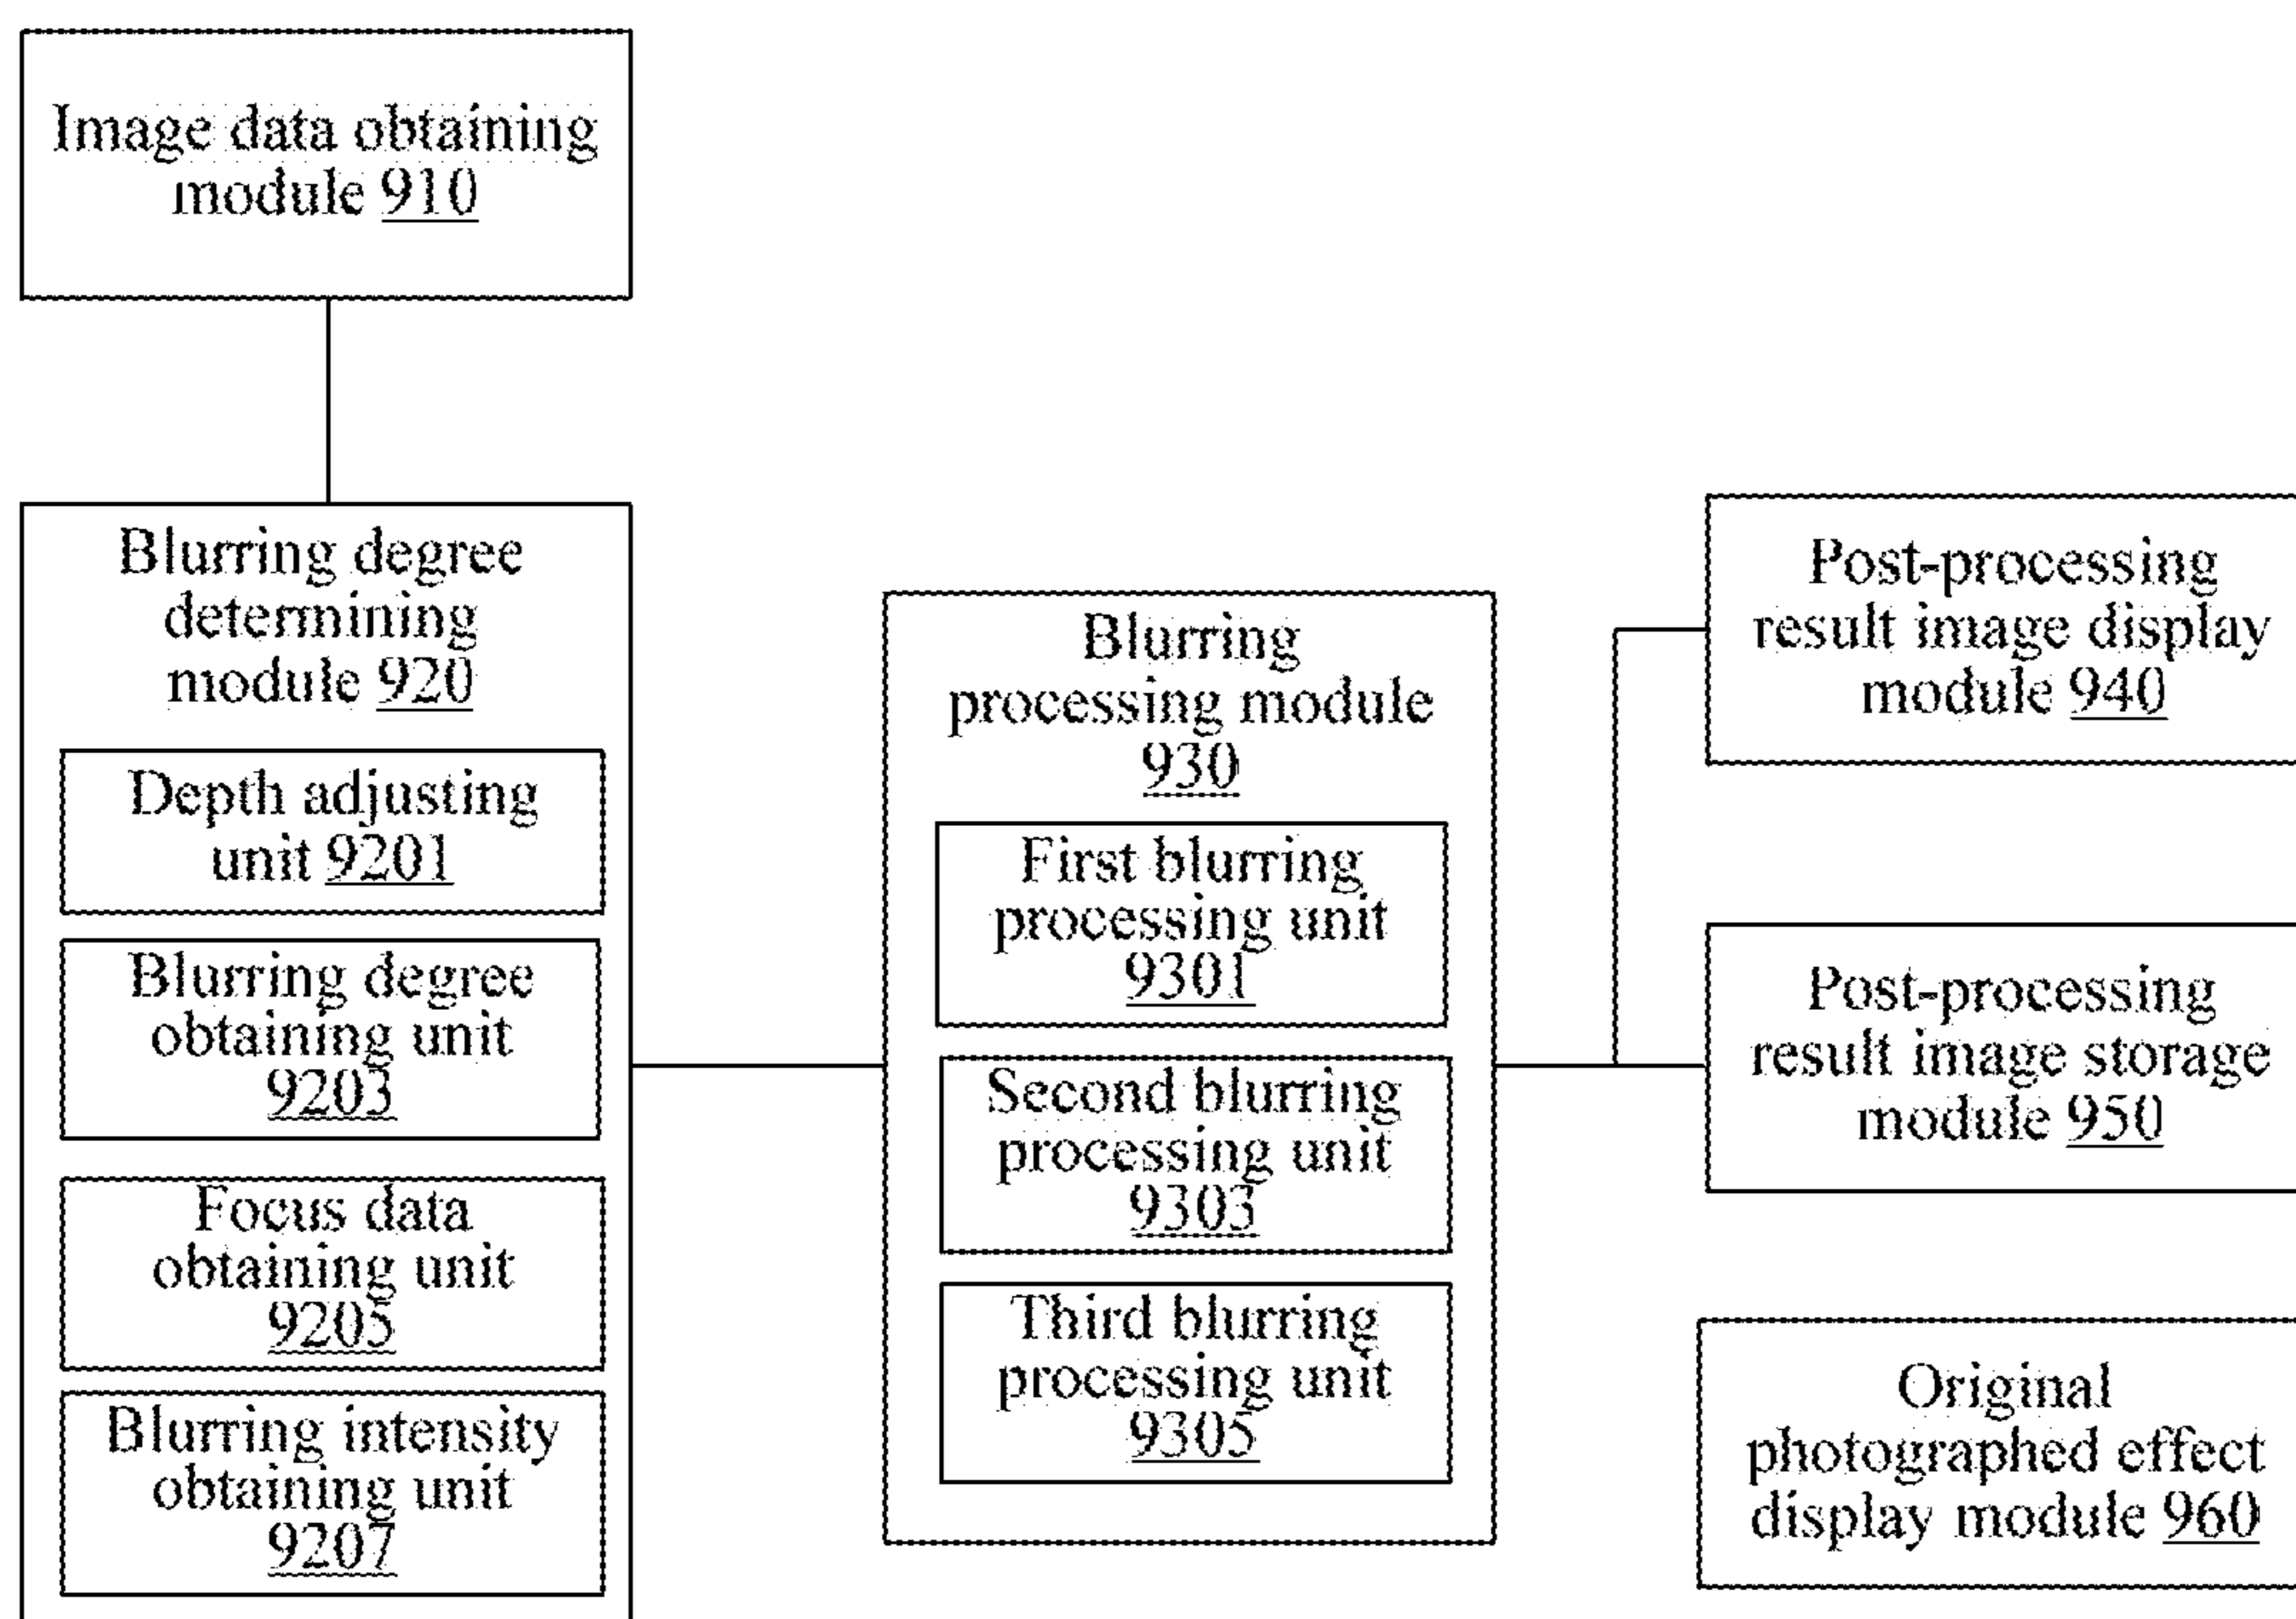 Image data obtaining
module 910
Blurring degree
determining
module 920
Depth adjusting
unit 9201
Blurring degree
obtaining unit
9203
Focus data
obtaining unit
9205
Blurring intensity
obtaining unit
9207
Blurring
processing module
930
First blurring
processing unit
9301
Second blurring
processing unit
9303
Third blurring
processing unit
9305
Post-processing
result image display
module 940
Post-processing
result image storage
module 950
Original
photographed effect
display module 960